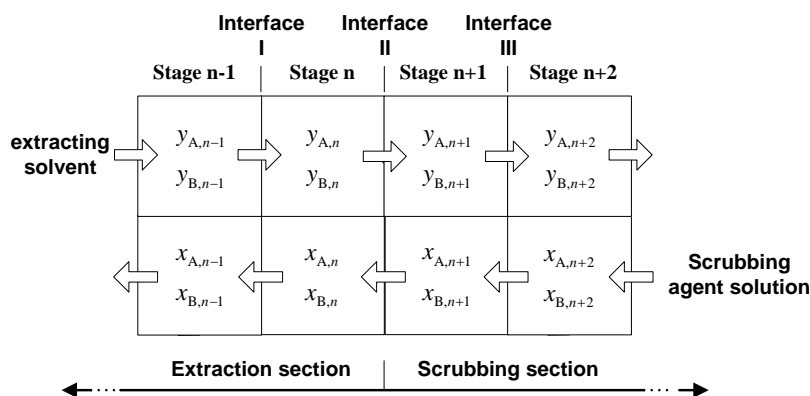 Interface Interface Interface
I II III
Stage n-1 Stage n Stage n+1 Stage n+2
extracting solvent
y_{A,n-1} y_{A,n} y_{A,n+1} y_{A,n+2}
y_{B,n-1} y_{B,n} y_{B,n+1} y_{B,n+2}
x_{A,n-1} x_{A,n} x_{A,n+1} x_{A,n+2}
x_{B,n-1} x_{B,n} x_{B,n+1} x_{B,n+2}
Scrubbing
agent solution
Extraction section Scrubbing section